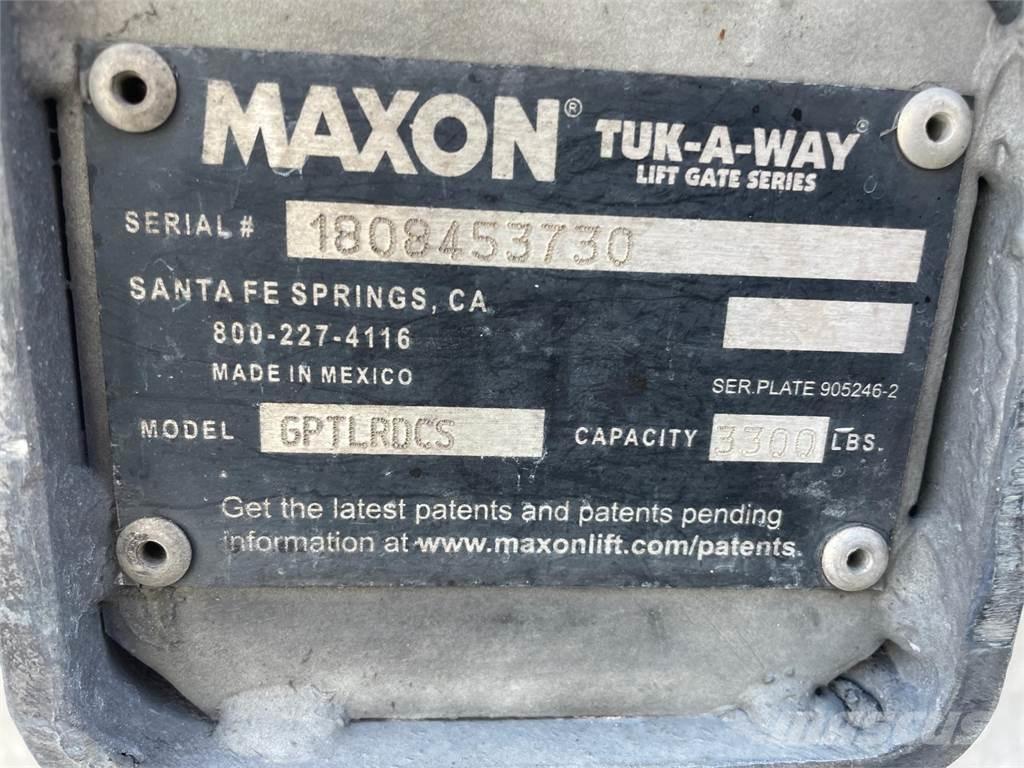 MAXON® TUK-A-WAY®
LIFT GATE SERIES
SERIAL # 1808453730
SANTA FE SPRINGS, CA
800-227-4116
MADE IN MEXICO
SER.PLATE 905246-2
MODEL GPTLRDCS CAPACITY 3300 LBS.
Get the latest patents and patents pending
information at www.maxonlift.com/patents.
mascus